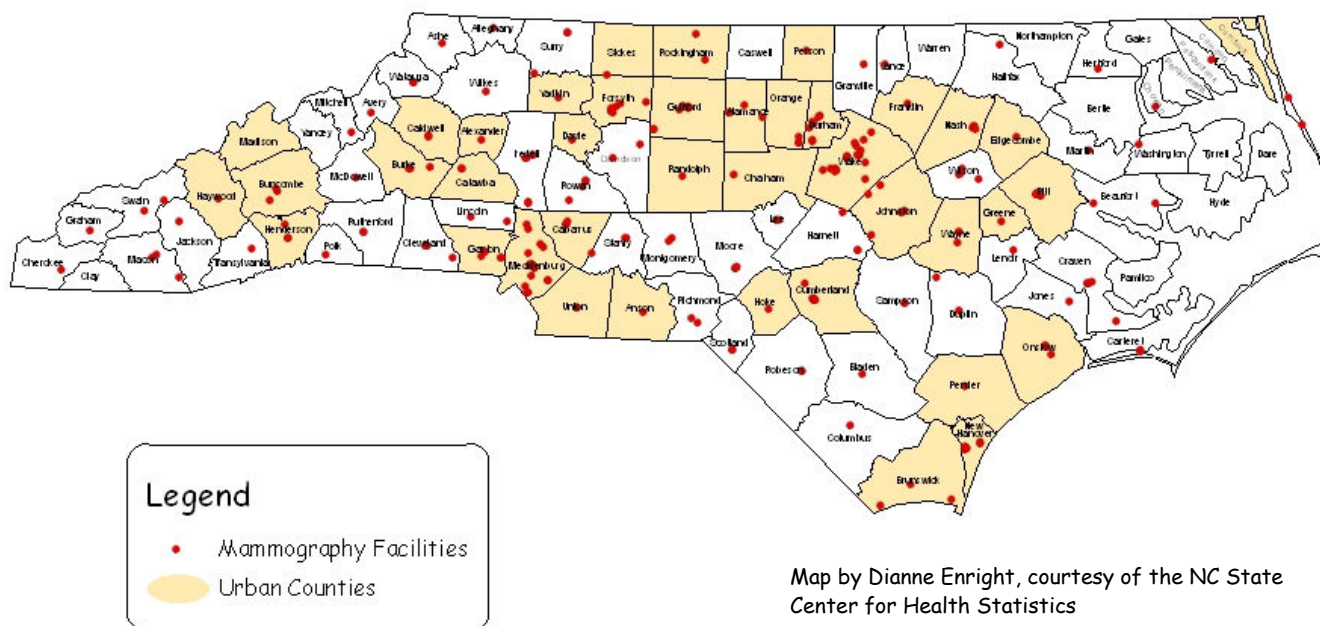 Alleghany
Ashe
Surry
Stokes
Rockingham
Caswell
Person
Granville
Vance
Warren
Northampton
Gates
Hertford
Halifax
Watauga
Wilkes
Yadkin
Forsyth
Guilford
Alamance
Orange
Durham
Franklin
Nash
Bertie
Mitchell
Avery
Yancey
Caldwell
Alexander
Iredell
Davie
Davidson
Edgecombe
Madison
Burke
Catawba
Rowan
Randolph
Chatham
Wake
Wilson
Martin
Washington
Tyrrell
Dare
Haywood
Buncombe
McDowell
Pitt
Beaufort
Hyde
Swain
Graham
Henderson
Rutherford
Lincoln
Cabarrus
Stanly
Montgomery
Moore
Lee
Harnett
Johnston
Wayne
Greene
Lenoir
Craven
Pamlico
Cherokee
Clay
Macon
Jackson
Transylvania
Polk
Cleveland
Gaston
Mecklenburg
Union
Anson
Richmond
Hoke
Cumberland
Sampson
Duplin
Jones
Carteret
Onslow
Scotland
Robeson
Bladen
Pender
Columbus
New
Hanover
Brunswick
Legend
Mammography Facilities
Urban Counties
Map by Dianne Enright, courtesy of the NC State
Center for Health Statistics